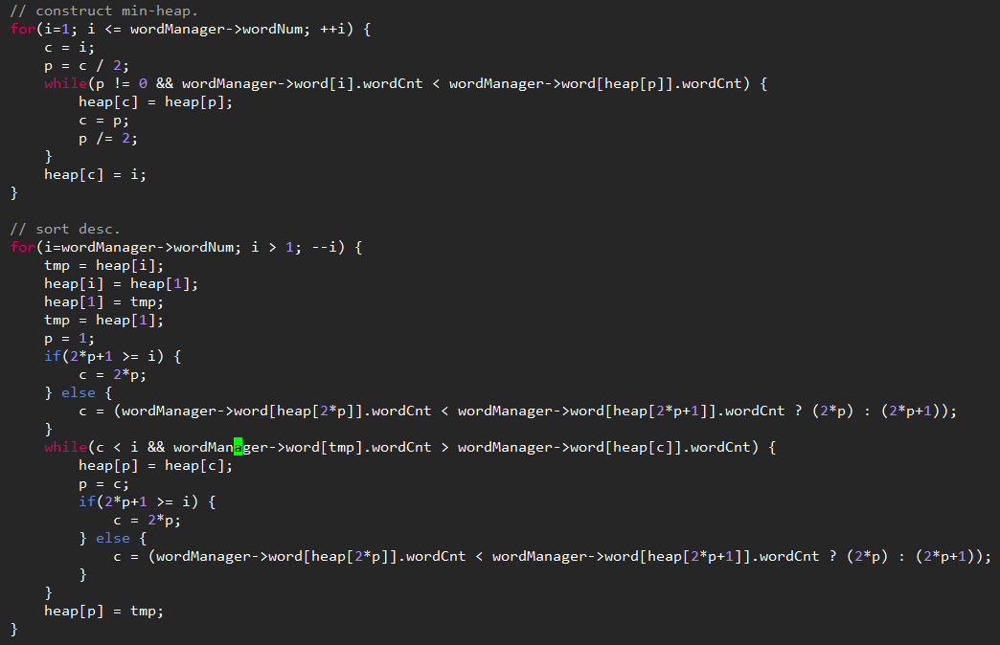 // construct min-heap.
for(i=1; i <= wordManager->wordNum; ++i) {
    c = i;
    p = c / 2;
    while(p != 0 && wordManager->word[i].wordCnt < wordManager->word[heap[p]].wordCnt) {
        heap[c] = heap[p];
        c = p;
        p /= 2;
    }
    heap[c] = i;
}

// sort desc.
for(i=wordManager->wordNum; i > 1; --i) {
    tmp = heap[i];
    heap[i] = heap[1];
    heap[1] = tmp;
    tmp = heap[1];
    p = 1;
    if(2*p+1 >= i) {
        c = 2*p;
    } else {
        c = (wordManager->word[heap[2*p]].wordCnt < wordManager->word[heap[2*p+1]].wordCnt ? (2*p) : (2*p+1));
    }
    while(c < i && wordManager->word[tmp].wordCnt > wordManager->word[heap[c]].wordCnt) {
        heap[p] = heap[c];
        p = c;
        if(2*p+1 >= i) {
            c = 2*p;
        } else {
            c = (wordManager->word[heap[2*p]].wordCnt < wordManager->word[heap[2*p+1]].wordCnt ? (2*p) : (2*p+1));
        }
    }
    heap[p] = tmp;
}